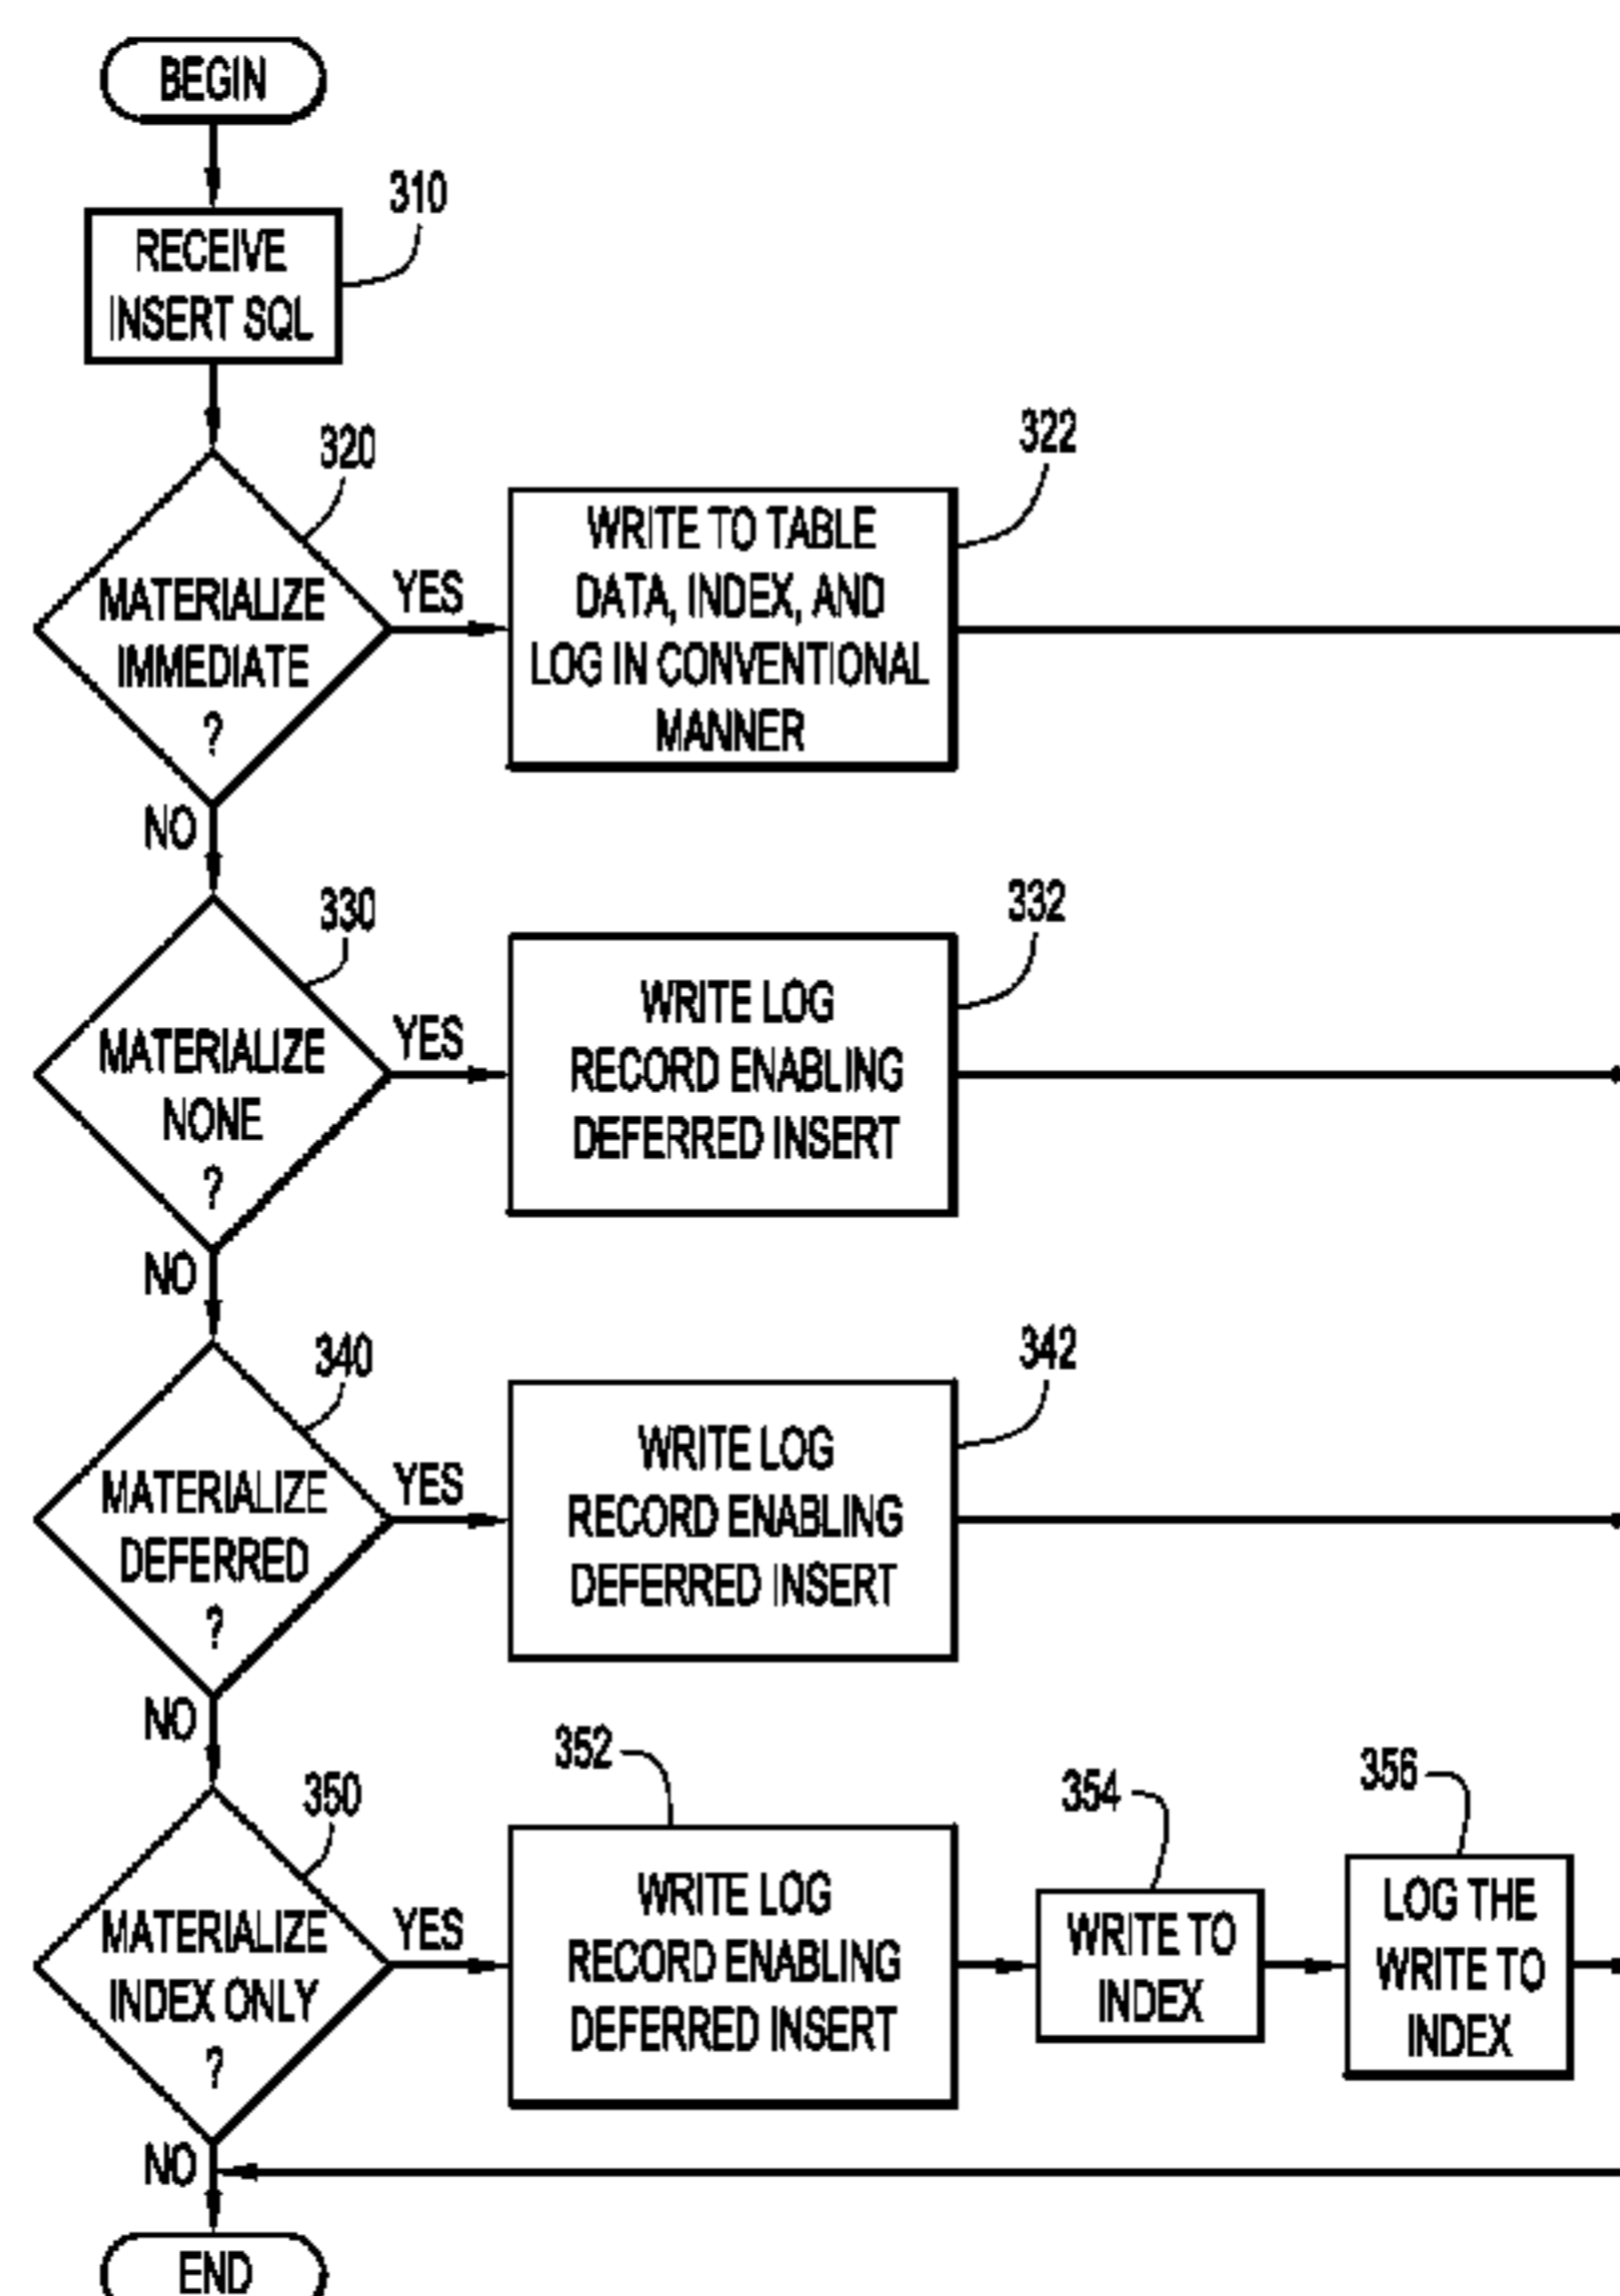 BEGIN
310
RECEIVE
INSERT SQL
320
MATERIALIZE
IMMEDIATE
?
YES
NO
322
WRITE TO TABLE
DATA, INDEX, AND
LOG IN CONVENTIONAL
MANNER
330
MATERIALIZE
NONE
?
YES
NO
332
WRITE LOG
RECORD ENABLING
DEFERRED INSERT
340
MATERIALIZE
DEFERRED
?
YES
NO
342
WRITE LOG
RECORD ENABLING
DEFERRED INSERT
350
MATERIALIZE
INDEX ONLY
?
YES
NO
352
WRITE LOG
RECORD ENABLING
DEFERRED INSERT
354
WRITE TO
INDEX
356
LOG THE
WRITE TO
INDEX
END